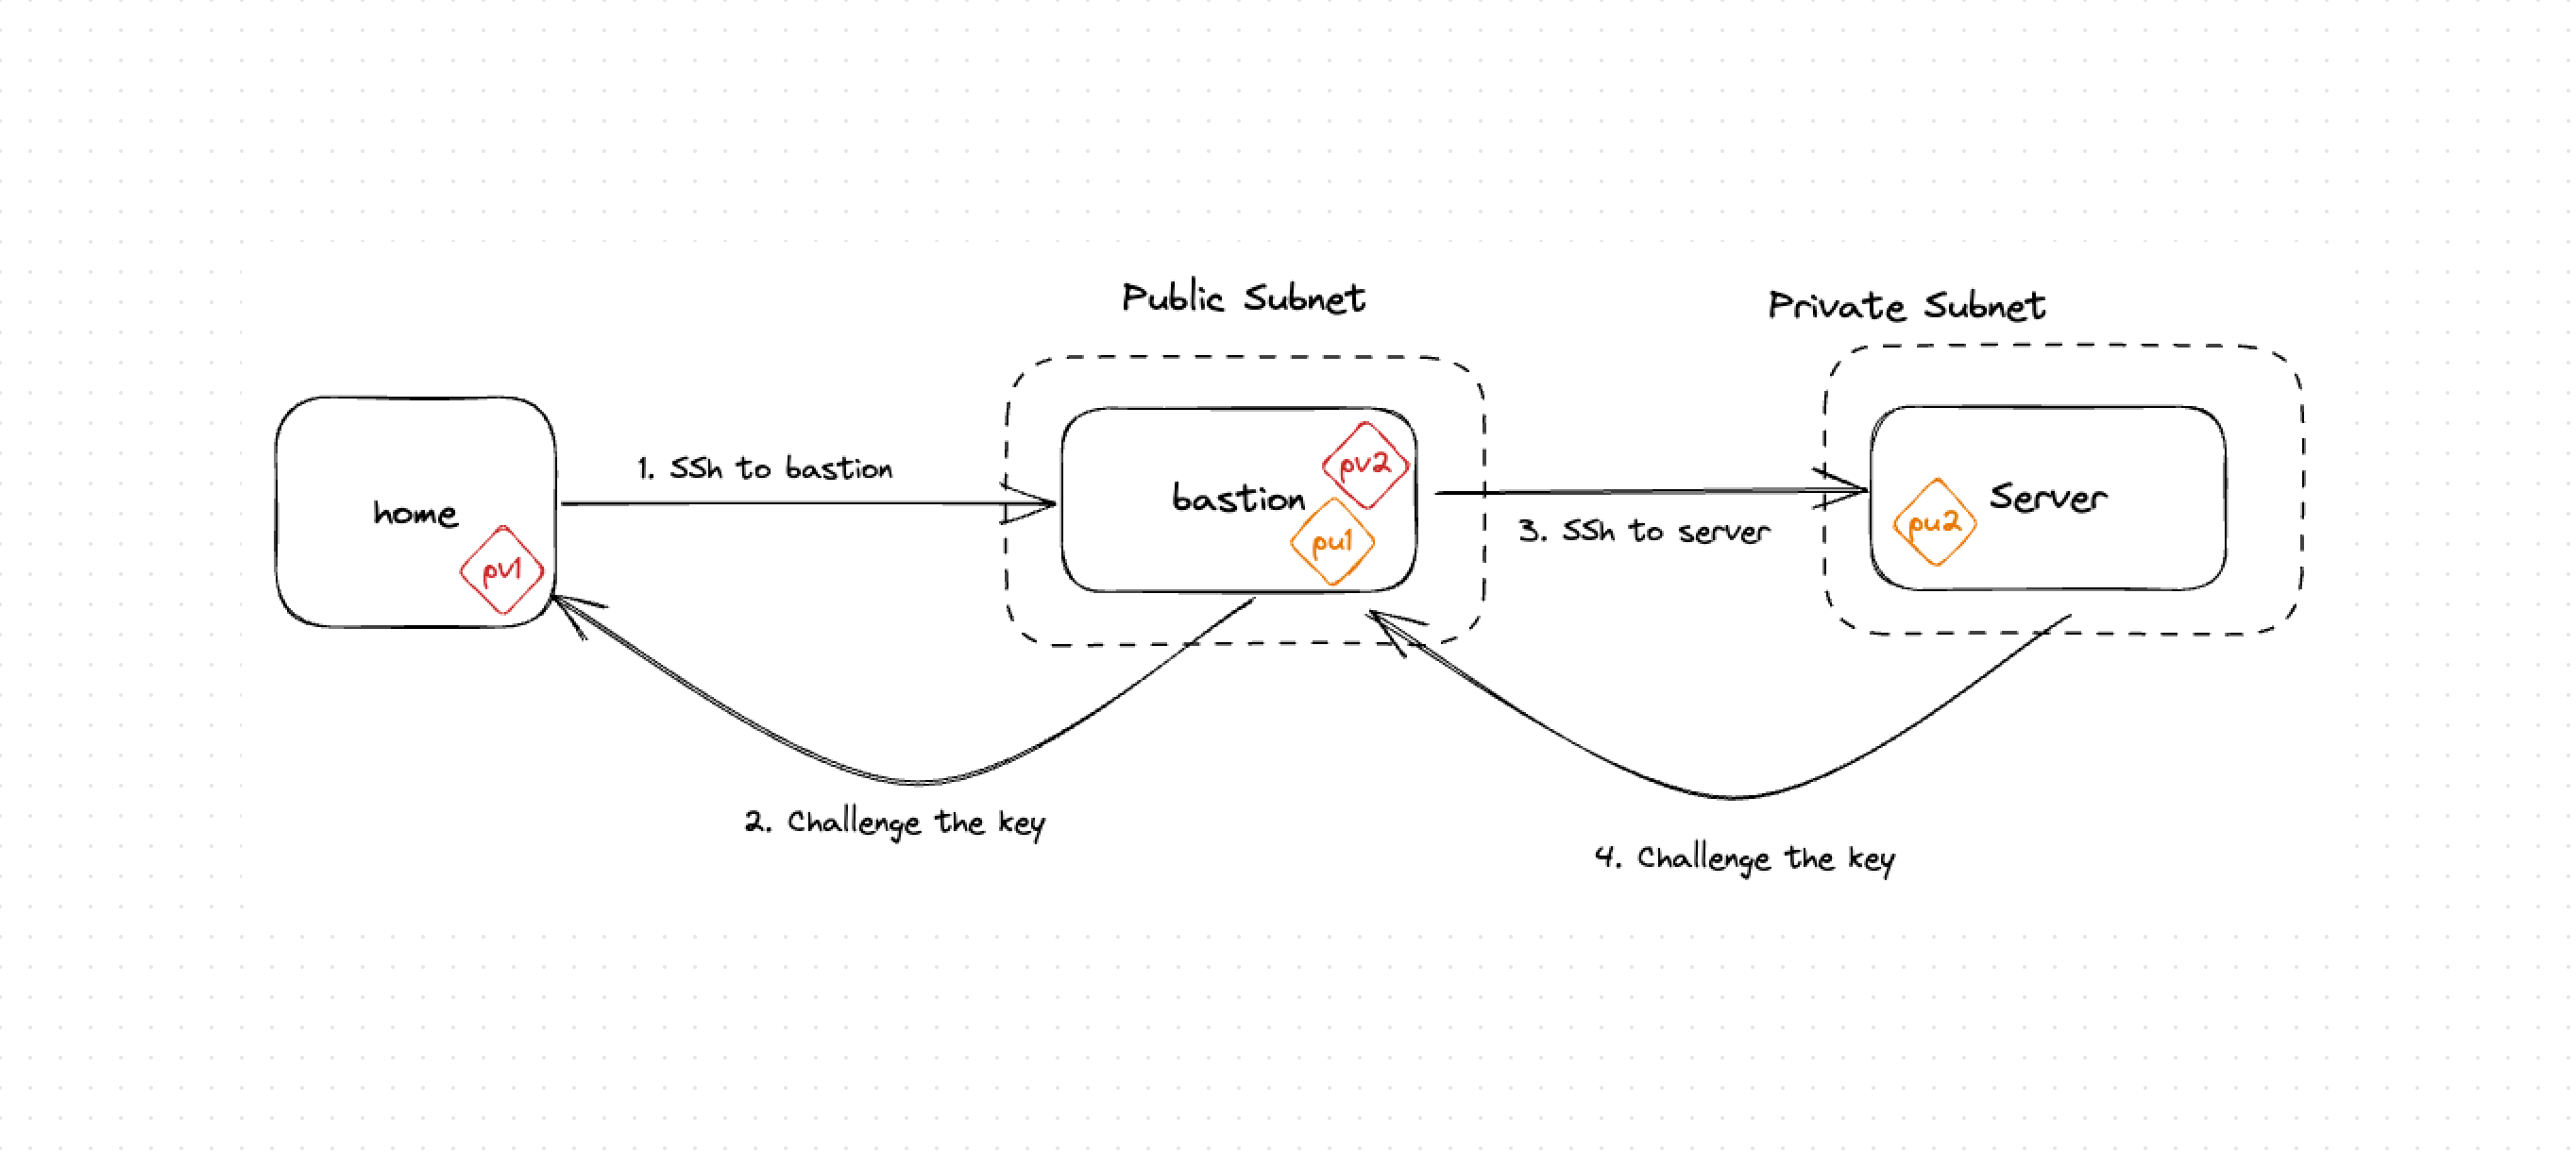 Public Subnet
Private Subnet
1. SSh to bastion
home
pv1
bastion
pv2
pu1
3. SSh to server
Server
pu2
2. Challenge the key
4. Challenge the key